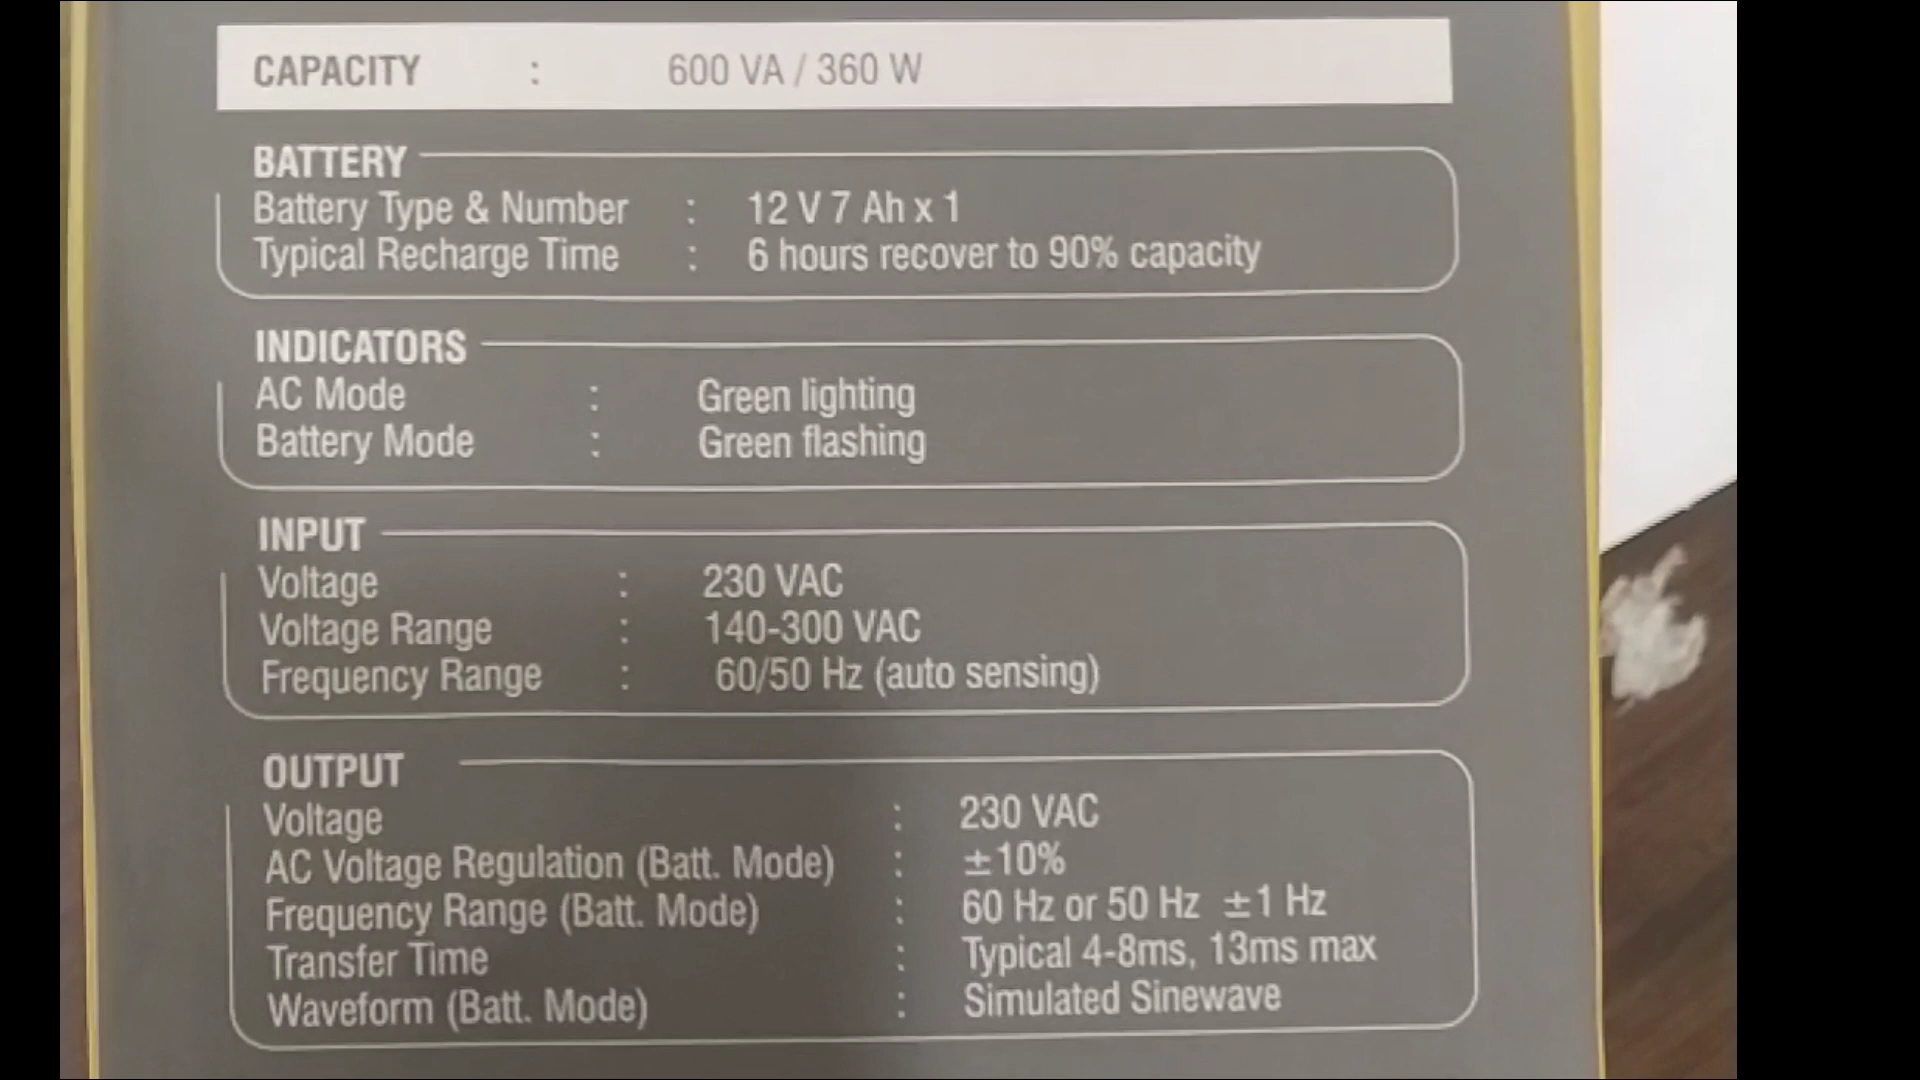 CAPACITY : 600 VA / 360 W
BATTERY
Battery Type & Number : 12 V 7 Ah x 1
Typical Recharge Time : 6 hours recover to 90% capacity
INDICATORS
AC Mode : Green lighting
Battery Mode : Green flashing
INPUT
Voltage : 230 VAC
Voltage Range : 140-300 VAC
Frequency Range : 60/50 Hz (auto sensing)
OUTPUT
Voltage : 230 VAC
AC Voltage Regulation (Batt. Mode) : ±10%
Frequency Range (Batt. Mode) : 60 Hz or 50 Hz ±1 Hz
Transfer Time : Typical 4-8ms, 13ms max
Waveform (Batt. Mode) : Simulated Sinewave